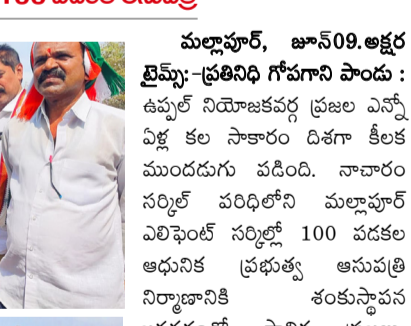 మల్లాపూర్, జూన్09.అక్షర
టైమ్స్:-ప్రతినిధి గోపగాని పాండు :
ఉప్పల్ నియోజకవర్గ ప్రజల ఎన్నో
ఏళ్ల కల సాకారం దిశగా కీలక
ముందడుగు పడింది. నాచారం
సర్కిల్ పరిధిలోని మల్లాపూర్
ఎలిఫెంట్ సర్కిల్లో 100 పడకల
ఆధునిక ప్రభుత్వ ఆసుపత్రి
నిర్మాణానికి శంకుస్థాపన